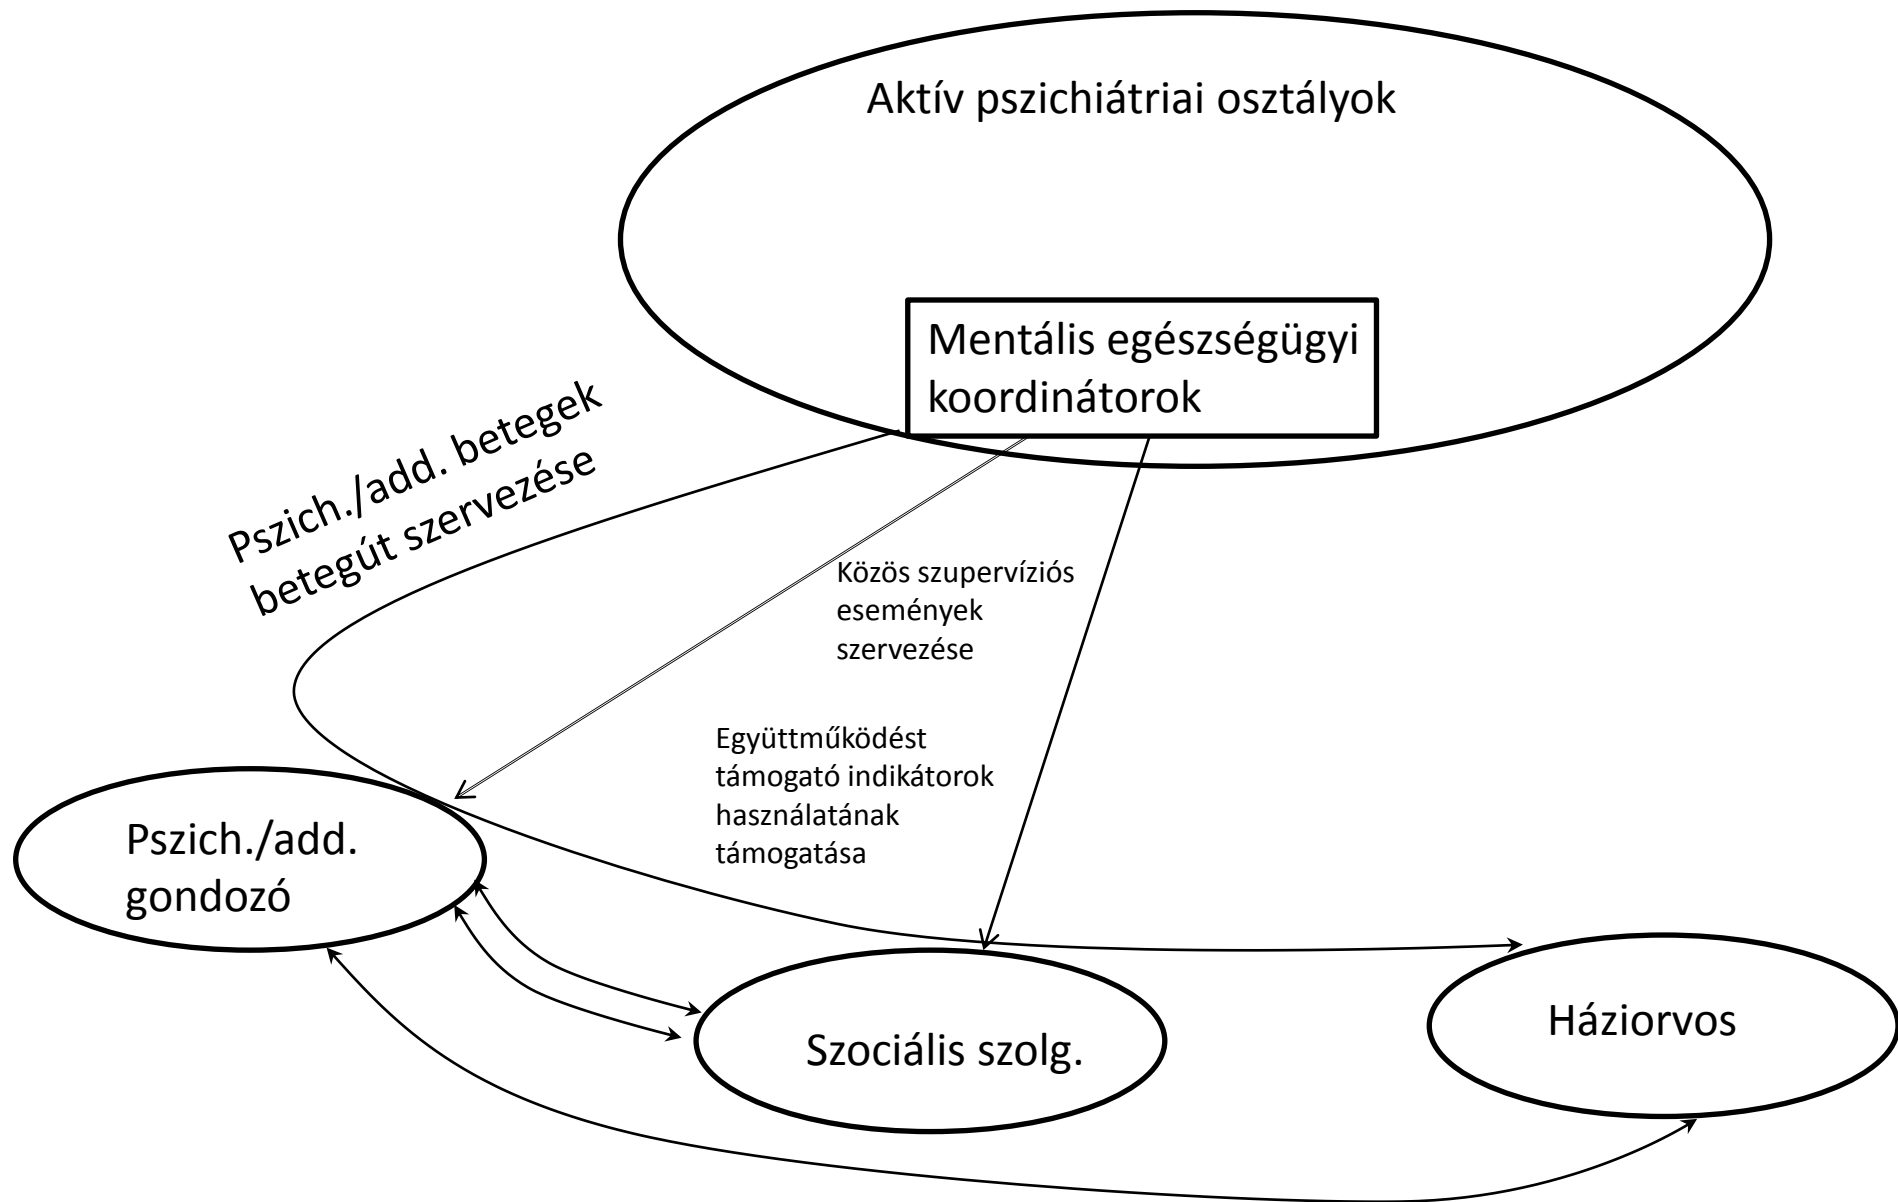 Aktív pszichiátriai osztályok
Mentális egészségügyi
koordinátorok
Pszich./add. betegek
betegút szervezése
Közös szupervíziós
események
szervezése
Együttműködést
támogató indikátorok
használatának
támogatása
Pszich./add.
gondozó
Szociális szolg.
Háziorvos